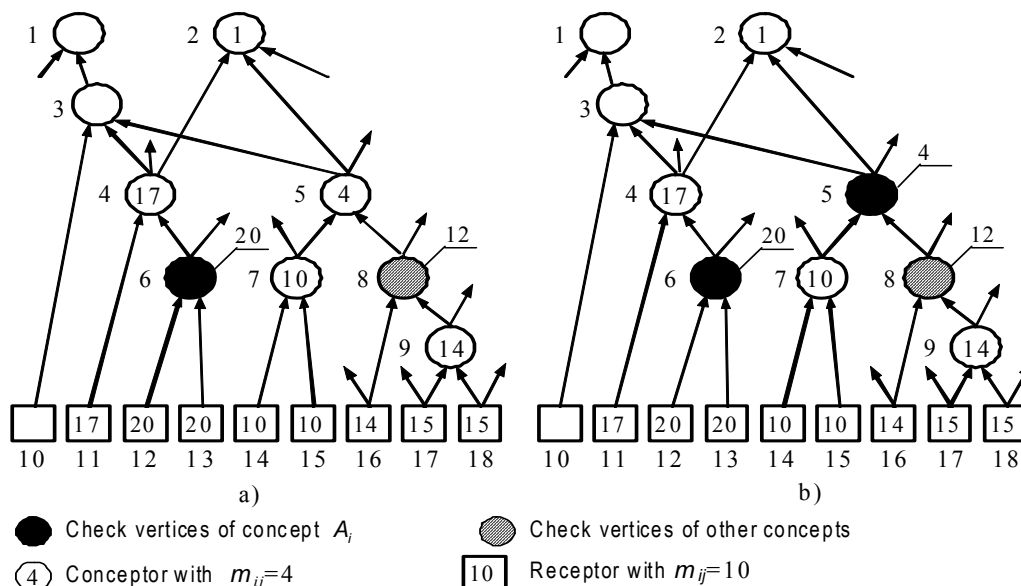 1 2 1 1 2 1
3 3
4 17 5 4 4 17 5 4
20 12 20 12
6 7 10 8 6 7 10 8
9 14 9 14
17 20 20 10 10 14 15 15 17 20 20 10 10 14 15 15
10 11 12 13 14 15 16 17 18 10 11 12 13 14 15 16 17 18
a) b)
Check vertices of concept Ai Check vertices of other concepts
4 Conceptor with mij=4 10 Receptor with mij=10